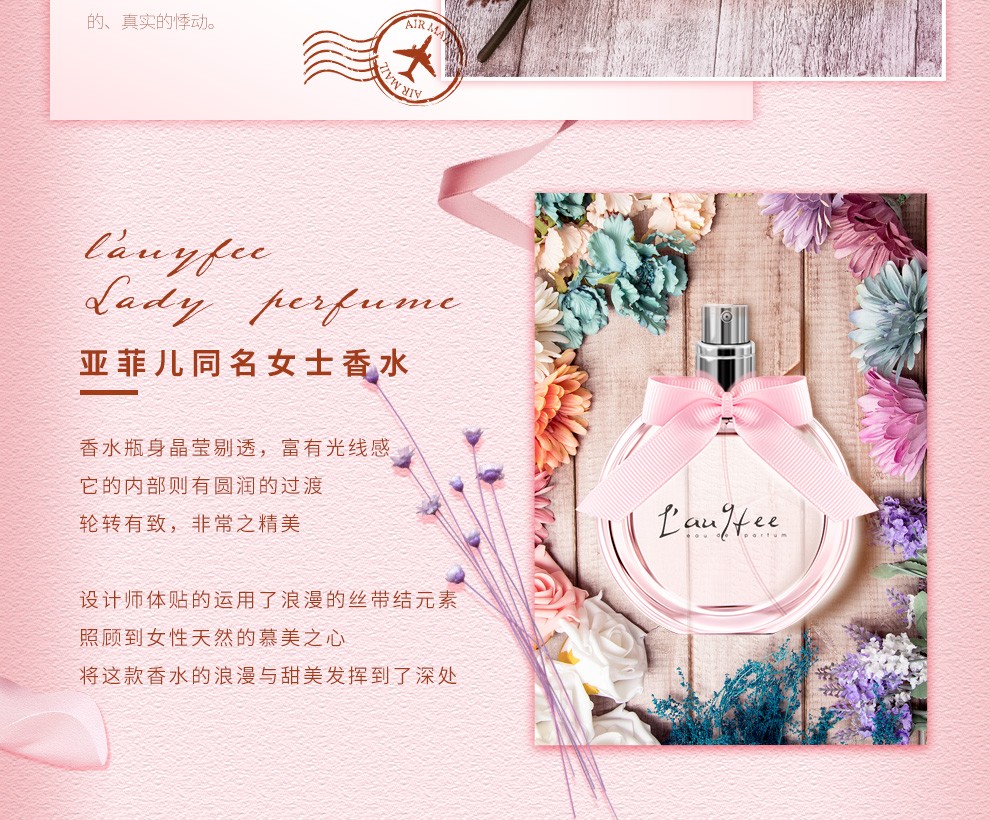 的、真实的悸动。
AIR MAIL
AIR MAIL
l'auyfee
Lady perfume
亚菲儿同名女士香水
香水瓶身晶莹剔透，富有光线感
它的内部则有圆润的过渡
轮转有致，非常之精美
设计师体贴的运用了浪漫的丝带结元素
照顾到女性天然的慕美之心
将这款香水的浪漫与甜美发挥到了深处
L'auyfee
eau de parfum